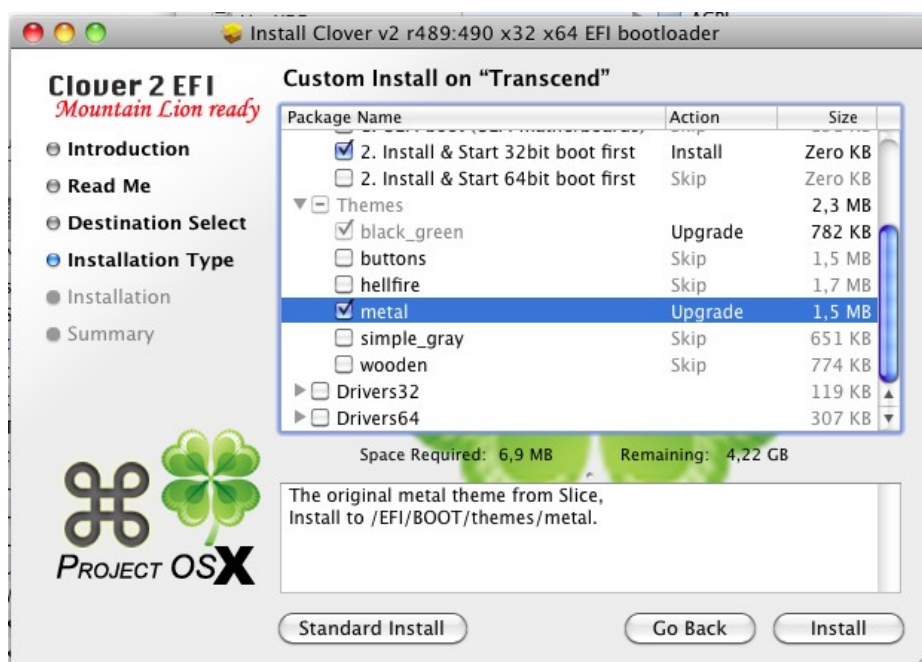 Install Clover v2 r489:490 x32 x64 EFI bootloader
Clover 2 EFI
Mountain Lion ready
Introduction
Read Me
Destination Select
Installation Type
Installation
Summary
PROJECT OSX
Custom Install on “Transcend”
Package Name Action Size
2. Install & Start 32bit boot first Install Zero KB
2. Install & Start 64bit boot first Skip Zero KB
Themes 2,3 MB
black_green Upgrade 782 KB
buttons Skip 1,5 MB
hellfire Skip 1,7 MB
metal Upgrade 1,5 MB
simple_gray Skip 651 KB
wooden Skip 774 KB
Drivers32 119 KB
Drivers64 307 KB
Space Required: 6,9 MB Remaining: 4,22 GB
The original metal theme from Slice,
Install to /EFI/BOOT/themes/metal.
Standard Install Go Back Install